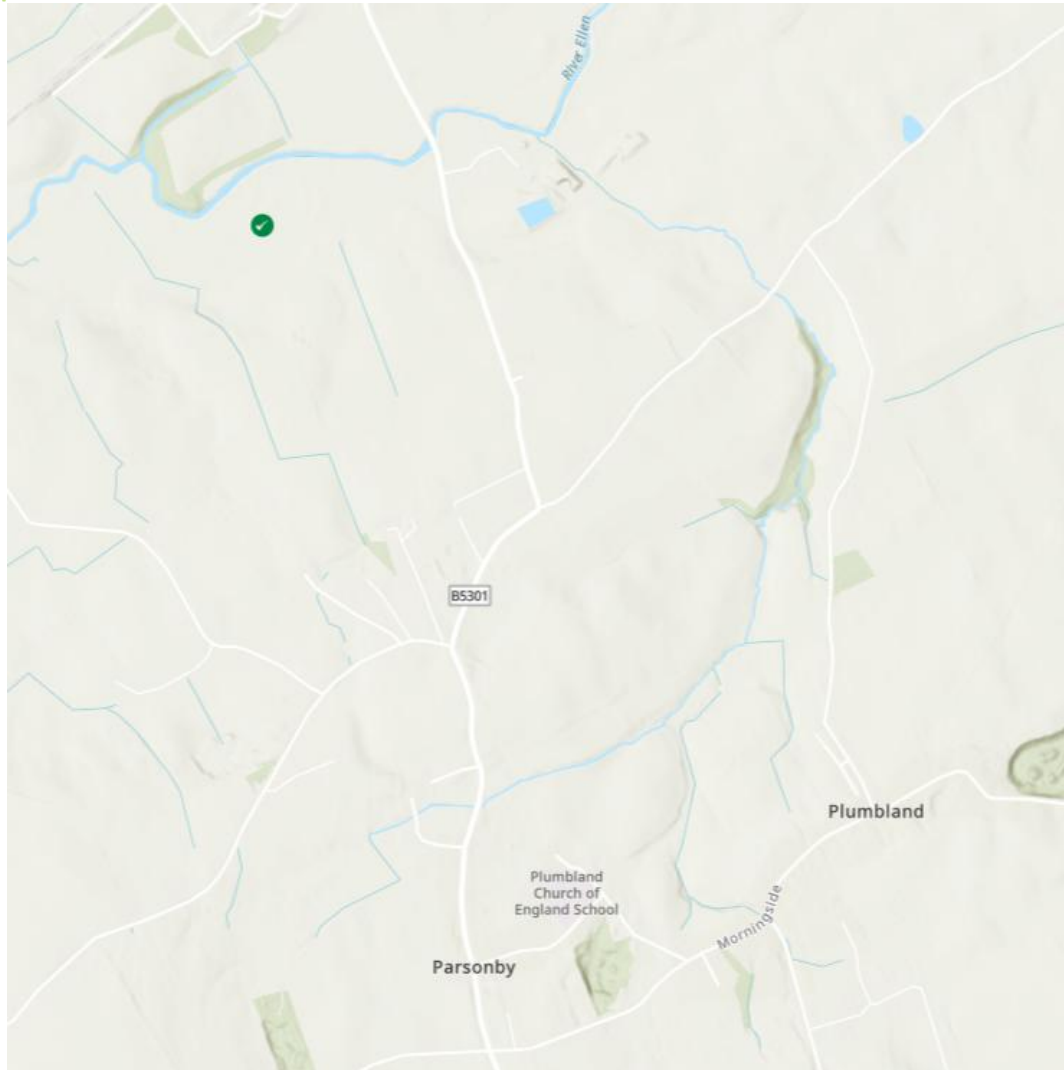 River Ellen
B5301
Plumbland
Plumbland
Church of
England School
Morningside
Parsonby